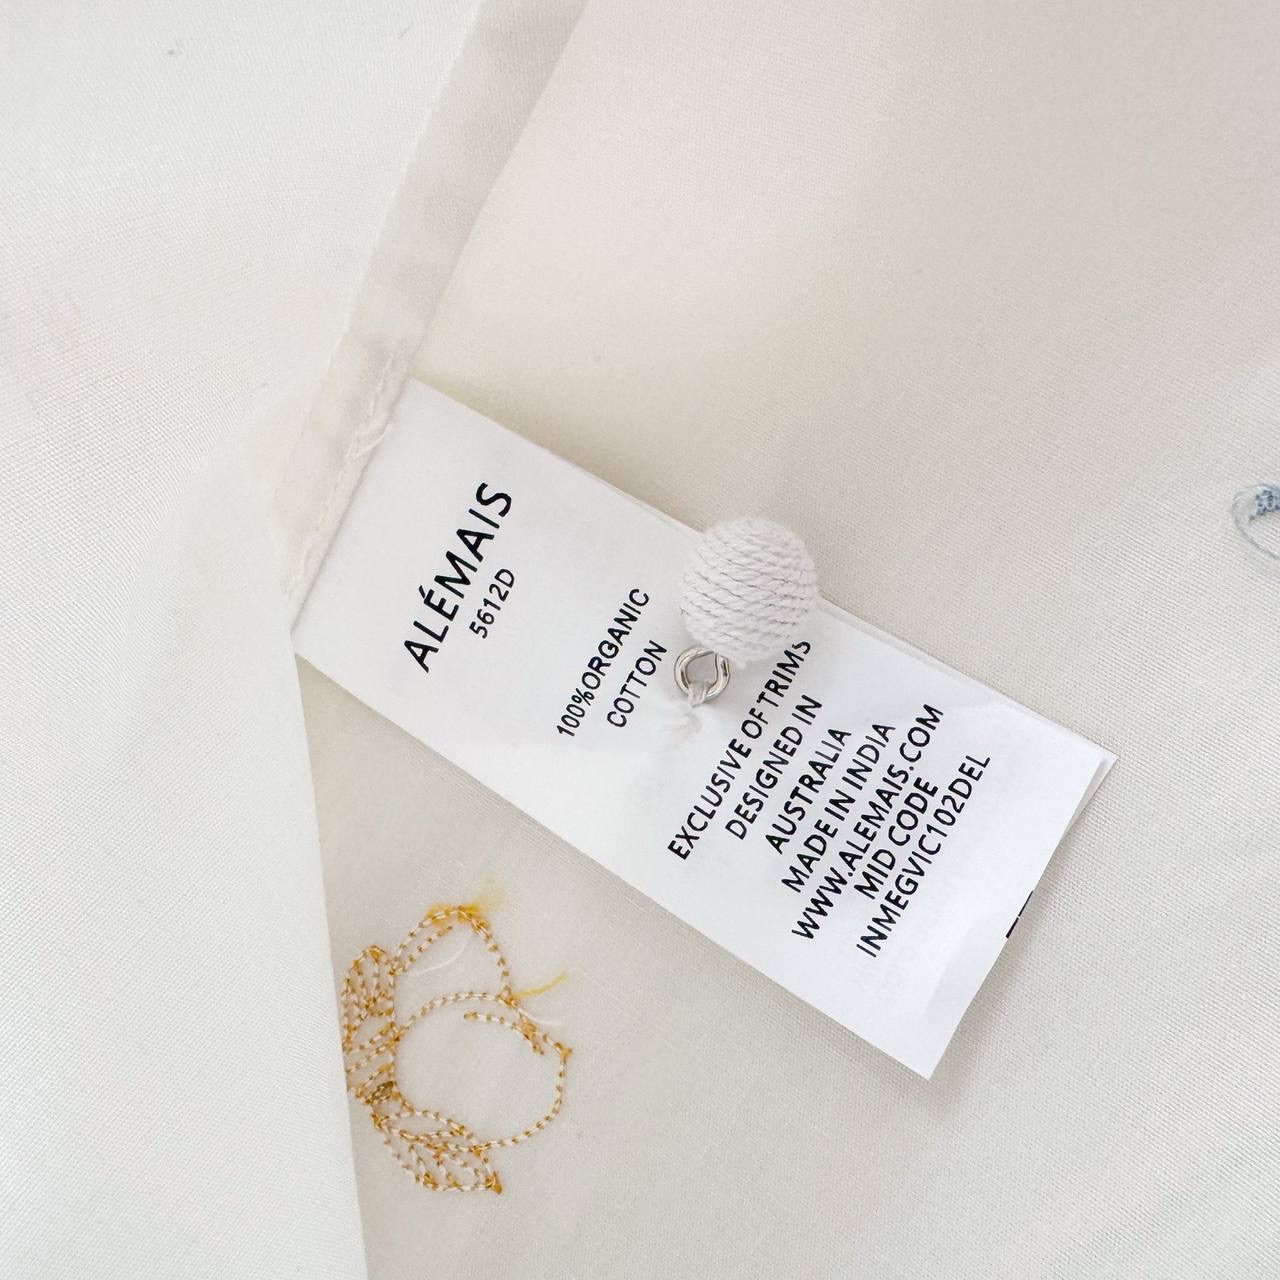 ALÉMAIS
5612D
100%ORGANIC
COTTON
EXCLUSIVE OF TRIMS
DESIGNED IN
AUSTRALIA
MADE IN INDIA
WWW.ALEMAIS.COM
MID CODE
INMEGVIC102DEL